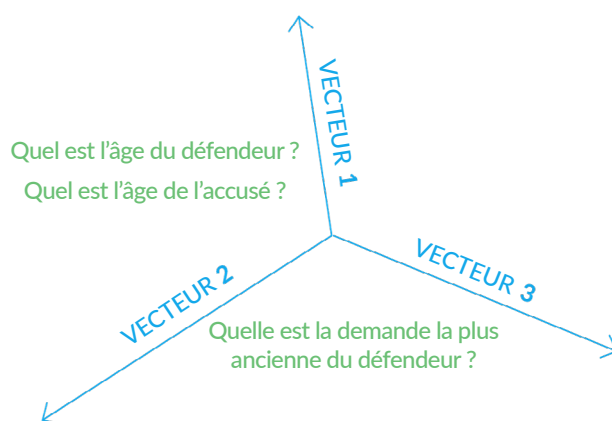 VECTEUR 1
Quel est l’âge du défendeur ?
Quel est l’âge de l’accusé ?
VECTEUR 2
VECTEUR 3
Quelle est la demande la plus
ancienne du défendeur ?